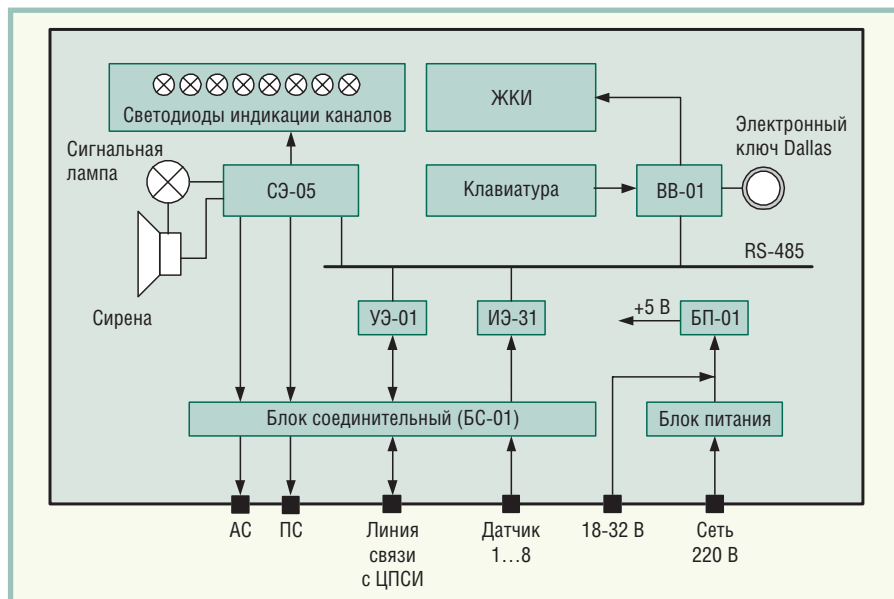 Светодиоды индикации каналов
ЖКИ
Электронный
ключ Dallas
Сигнальная
лампа
СЭ-05
Клавиатура
ВВ-01
RS-485
Сирена
УЭ-01
ИЭ-31
+5 В
БП-01
Блок соединительный (БС-01)
Блок питания
АС
ПС
Линия
связи
с ЦПСИ
Датчик
1...8
18-32 В
Сеть
220 В